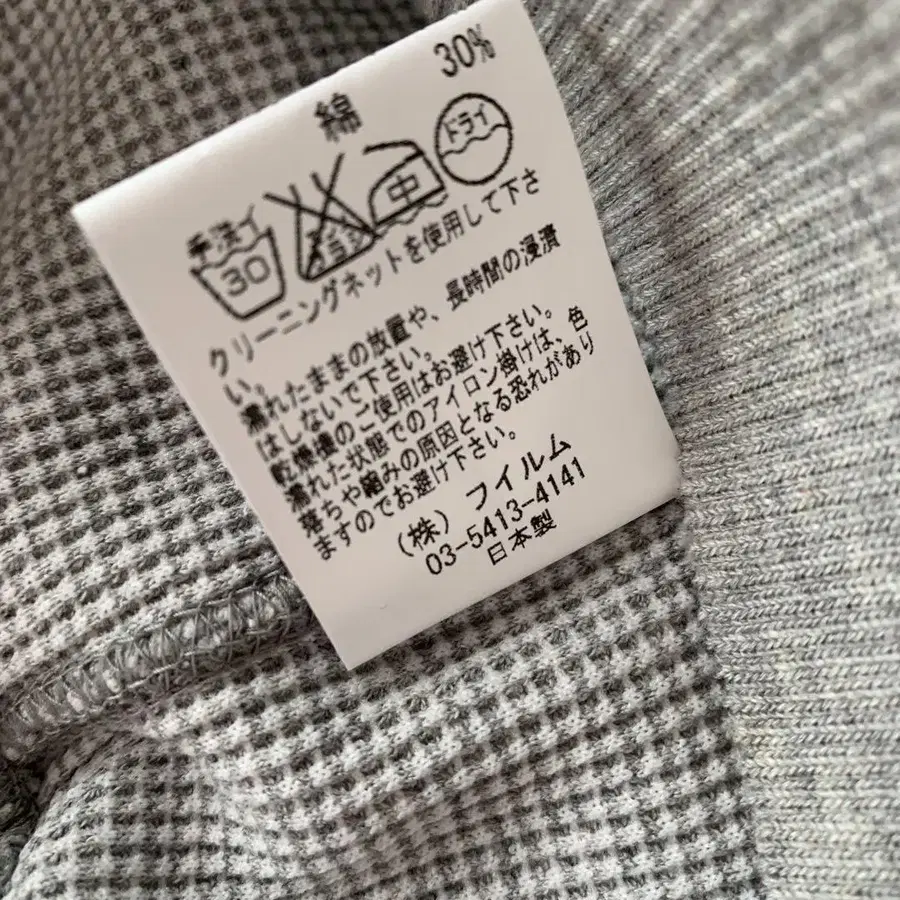 綿 30%
手洗イ 30 エンソサラシ 中 ドライ
クリーニングネットを使用して下さ
い。
濡れたままの放置や、長時間の浸漬
はしないで下さい。
乾燥機のご使用はお避け下さい。
濡れた状態でのアイロン掛けは、色
落ちや縮みの原因となる恐れがあり
ますのでお避け下さい。
(株) フイルム
03-5413-4141
日本製